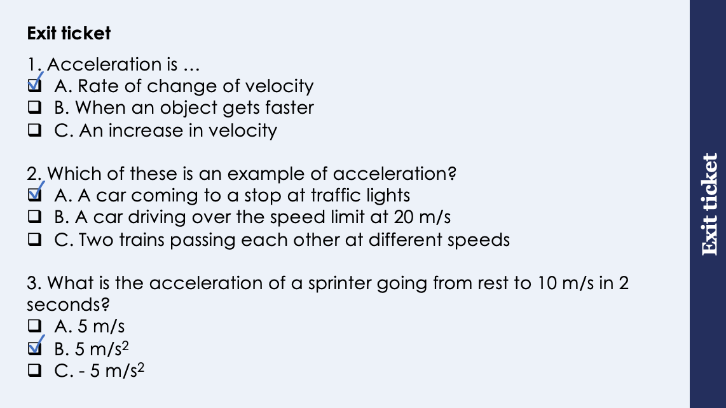 Exit ticket
1. Acceleration is …
A. Rate of change of velocity
B. When an object gets faster
C. An increase in velocity
2. Which of these is an example of acceleration?
A. A car coming to a stop at traffic lights
B. A car driving over the speed limit at 20 m/s
C. Two trains passing each other at different speeds
3. What is the acceleration of a sprinter going from rest to 10 m/s in 2
seconds?
A. 5 m/s
B. 5 m/s²
C. - 5 m/s²
Exit ticket